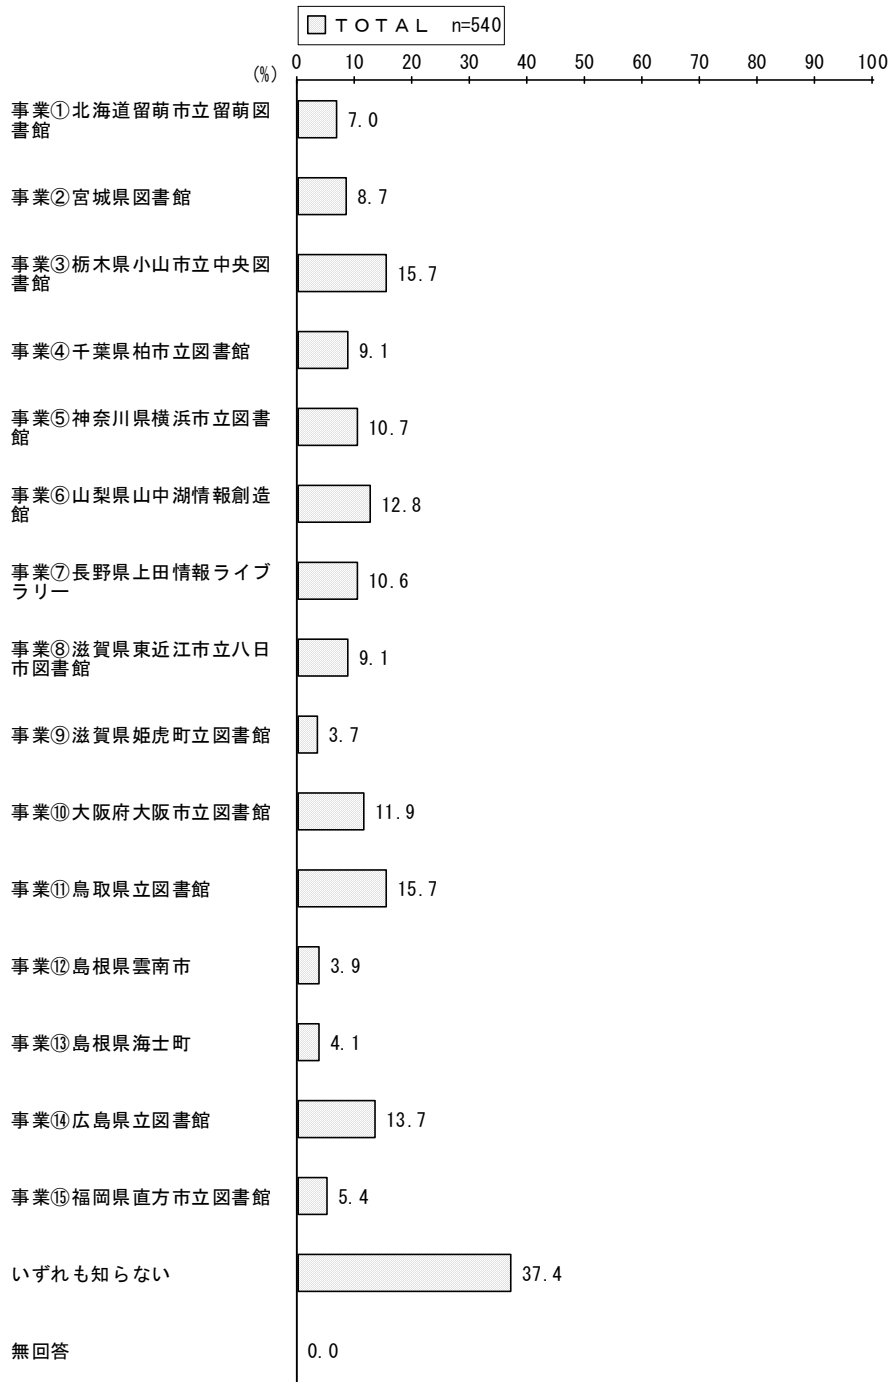 ＴＯＴＡＬ n=540
(%)
0 10 20 30 40 50 60 70 80 90 100
事業①北海道留萌市立留萌図
書館
7.0
事業②宮城県図書館
8.7
事業③栃木県小山市立中央図
書館
15.7
事業④千葉県柏市立図書館
9.1
事業⑤神奈川県横浜市立図書
館
10.7
事業⑥山梨県山中湖情報創造
館
12.8
事業⑦長野県上田情報ライブ
ラリー
10.6
事業⑧滋賀県東近江市立八日
市図書館
9.1
事業⑨滋賀県姫虎町立図書館
3.7
事業⑩大阪府大阪市立図書館
11.9
事業⑪鳥取県立図書館
15.7
事業⑫島根県雲南市
3.9
事業⑬島根県海士町
4.1
事業⑭広島県立図書館
13.7
事業⑮福岡県直方市立図書館
5.4
いずれも知らない
37.4
無回答
0.0